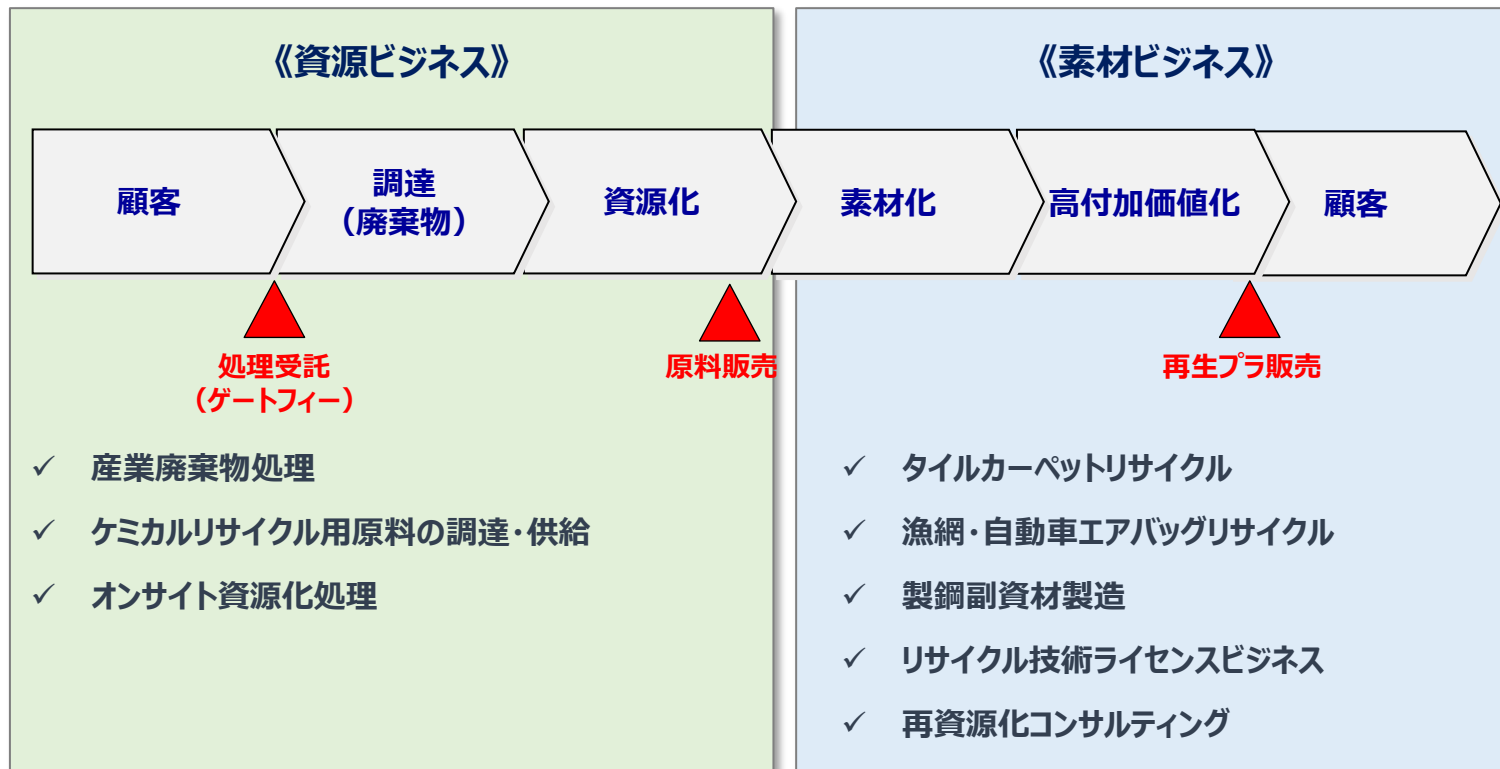 《資源ビジネス》
《素材ビジネス》
顧客
調達
（廃棄物）
資源化
素材化
高付加価値化
顧客
処理受託
（ゲートフィー）
原料販売
再生プラ販売
✓ 産業廃棄物処理
✓ ケミカルリサイクル用原料の調達・供給
✓ オンサイト資源化処理
✓ タイルカーペットリサイクル
✓ 漁網・自動車エアバッグリサイクル
✓ 製鋼副資材製造
✓ リサイクル技術ライセンスビジネス
✓ 再資源化コンサルティング